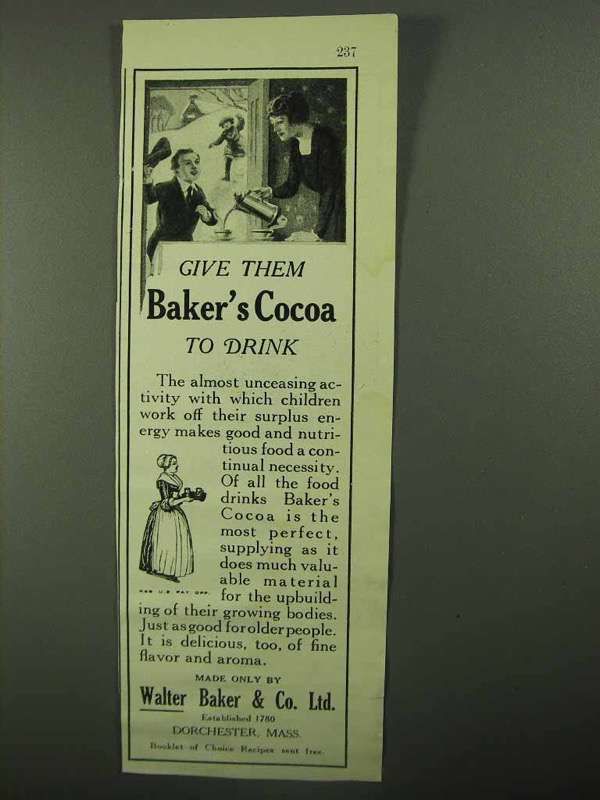 237
GIVE THEM
Baker's Cocoa
TO DRINK
The almost unceasing ac-
tivity with which children
work off their surplus en-
ergy makes good and nutri-
tious food a con-
tinual necessity.
Of all the food
drinks Baker's
Cocoa is the
most perfect,
supplying as it
does much valu-
able material
for the upbuild-
ing of their growing bodies.
Just as good for older people.
It is delicious, too, of fine
flavor and aroma.
REG. U.S. PAT. OFF.
MADE ONLY BY
Walter Baker & Co. Ltd.
Established 1780
DORCHESTER, MASS.
Booklet of Choice Recipes sent free.